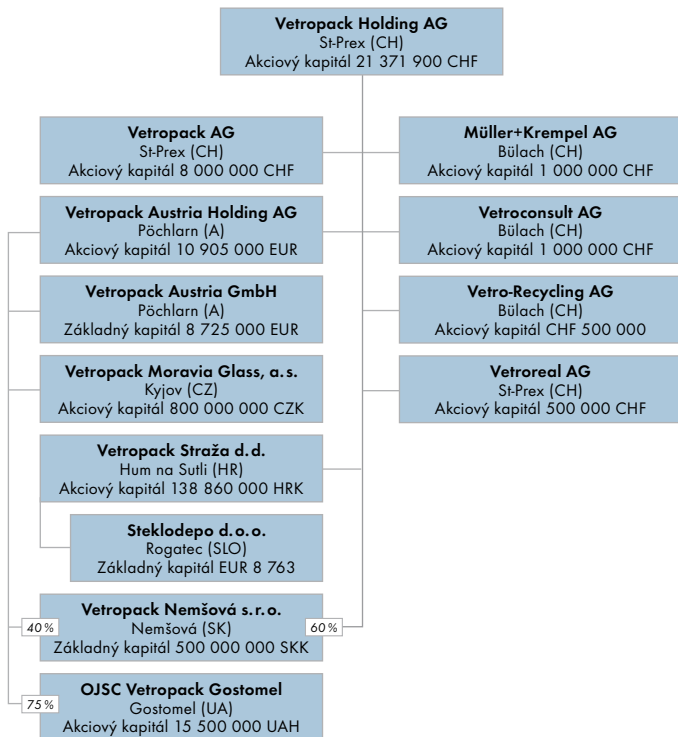 Vetropack Holding AG
St-Prex (CH)
Akciový kapitál 21 371 900 CHF
Vetropack AG
St-Prex (CH)
Akciový kapitál 8 000 000 CHF
Müller+Krempel AG
Bülach (CH)
Akciový kapitál 1 000 000 CHF
Vetropack Austria Holding AG
Pöchlarn (A)
Akciový kapitál 10 905 000 EUR
Vetroconsult AG
Bülach (CH)
Akciový kapitál 1 000 000 CHF
Vetropack Austria GmbH
Pöchlarn (A)
Základný kapitál 8 725 000 EUR
Vetro-Recycling AG
Bülach (CH)
Akciový kapitál CHF 500 000
Vetropack Moravia Glass, a.s.
Kyjov (CZ)
Akciový kapitál 800 000 000 CZK
Vetroreal AG
St-Prex (CH)
Akciový kapitál 500 000 CHF
Vetropack Straža d.d.
Hum na Sutli (HR)
Akciový kapitál 138 860 000 HRK
Steklodepo d.o.o.
Rogatec (SLO)
Základný kapitál EUR 8 763
Vetropack Nemšová s.r.o.
40% Nemšová (SK) 60%
Základný kapitál 500 000 000 SKK
OJSC Vetropack Gostomel
75% Gostomel (UA)
Akciový kapitál 15 500 000 UAH